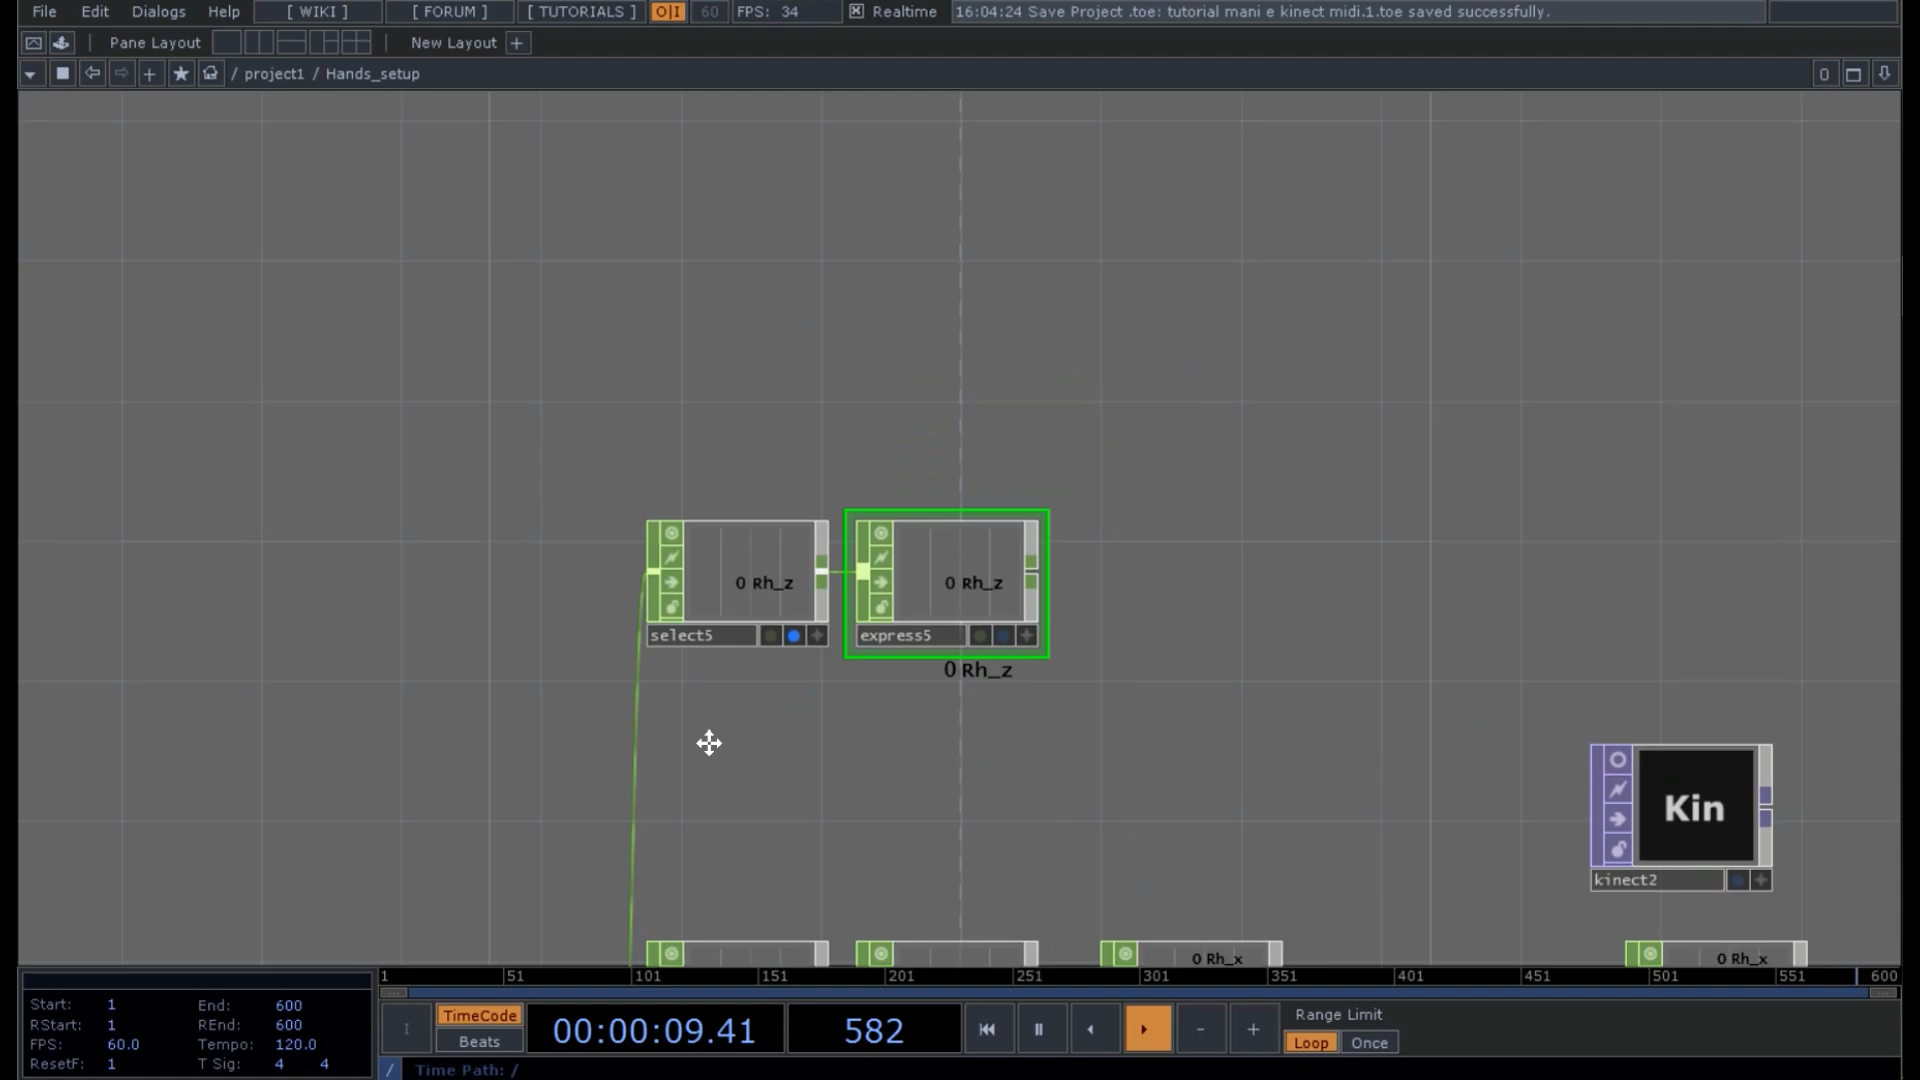 File Edit Dialogs Help [ WIKI ] [ FORUM ] [ TUTORIALS ] O|I 60 FPS: 34 Realtime 16:04:24 Save Project .toe: tutorial mani e kinect midi.1.toe saved successfully.
Pane Layout New Layout +
/ project1 / Hands_setup 0
0 Rh_z 0 Rh_z
select5 express5
0 Rh_z
Kin
kinect2
0 Rh_x 0 Rh_x
1 51 101 151 201 251 301 351 401 451 501 551 600
Start: 1 End: 600
RStart: 1 REnd: 600
FPS: 60.0 Tempo: 120.0
ResetF: 1 T Sig: 4 4
I TimeCode Beats 00:00:09.41 582 - + Range Limit
Loop Once
/ Time Path: /